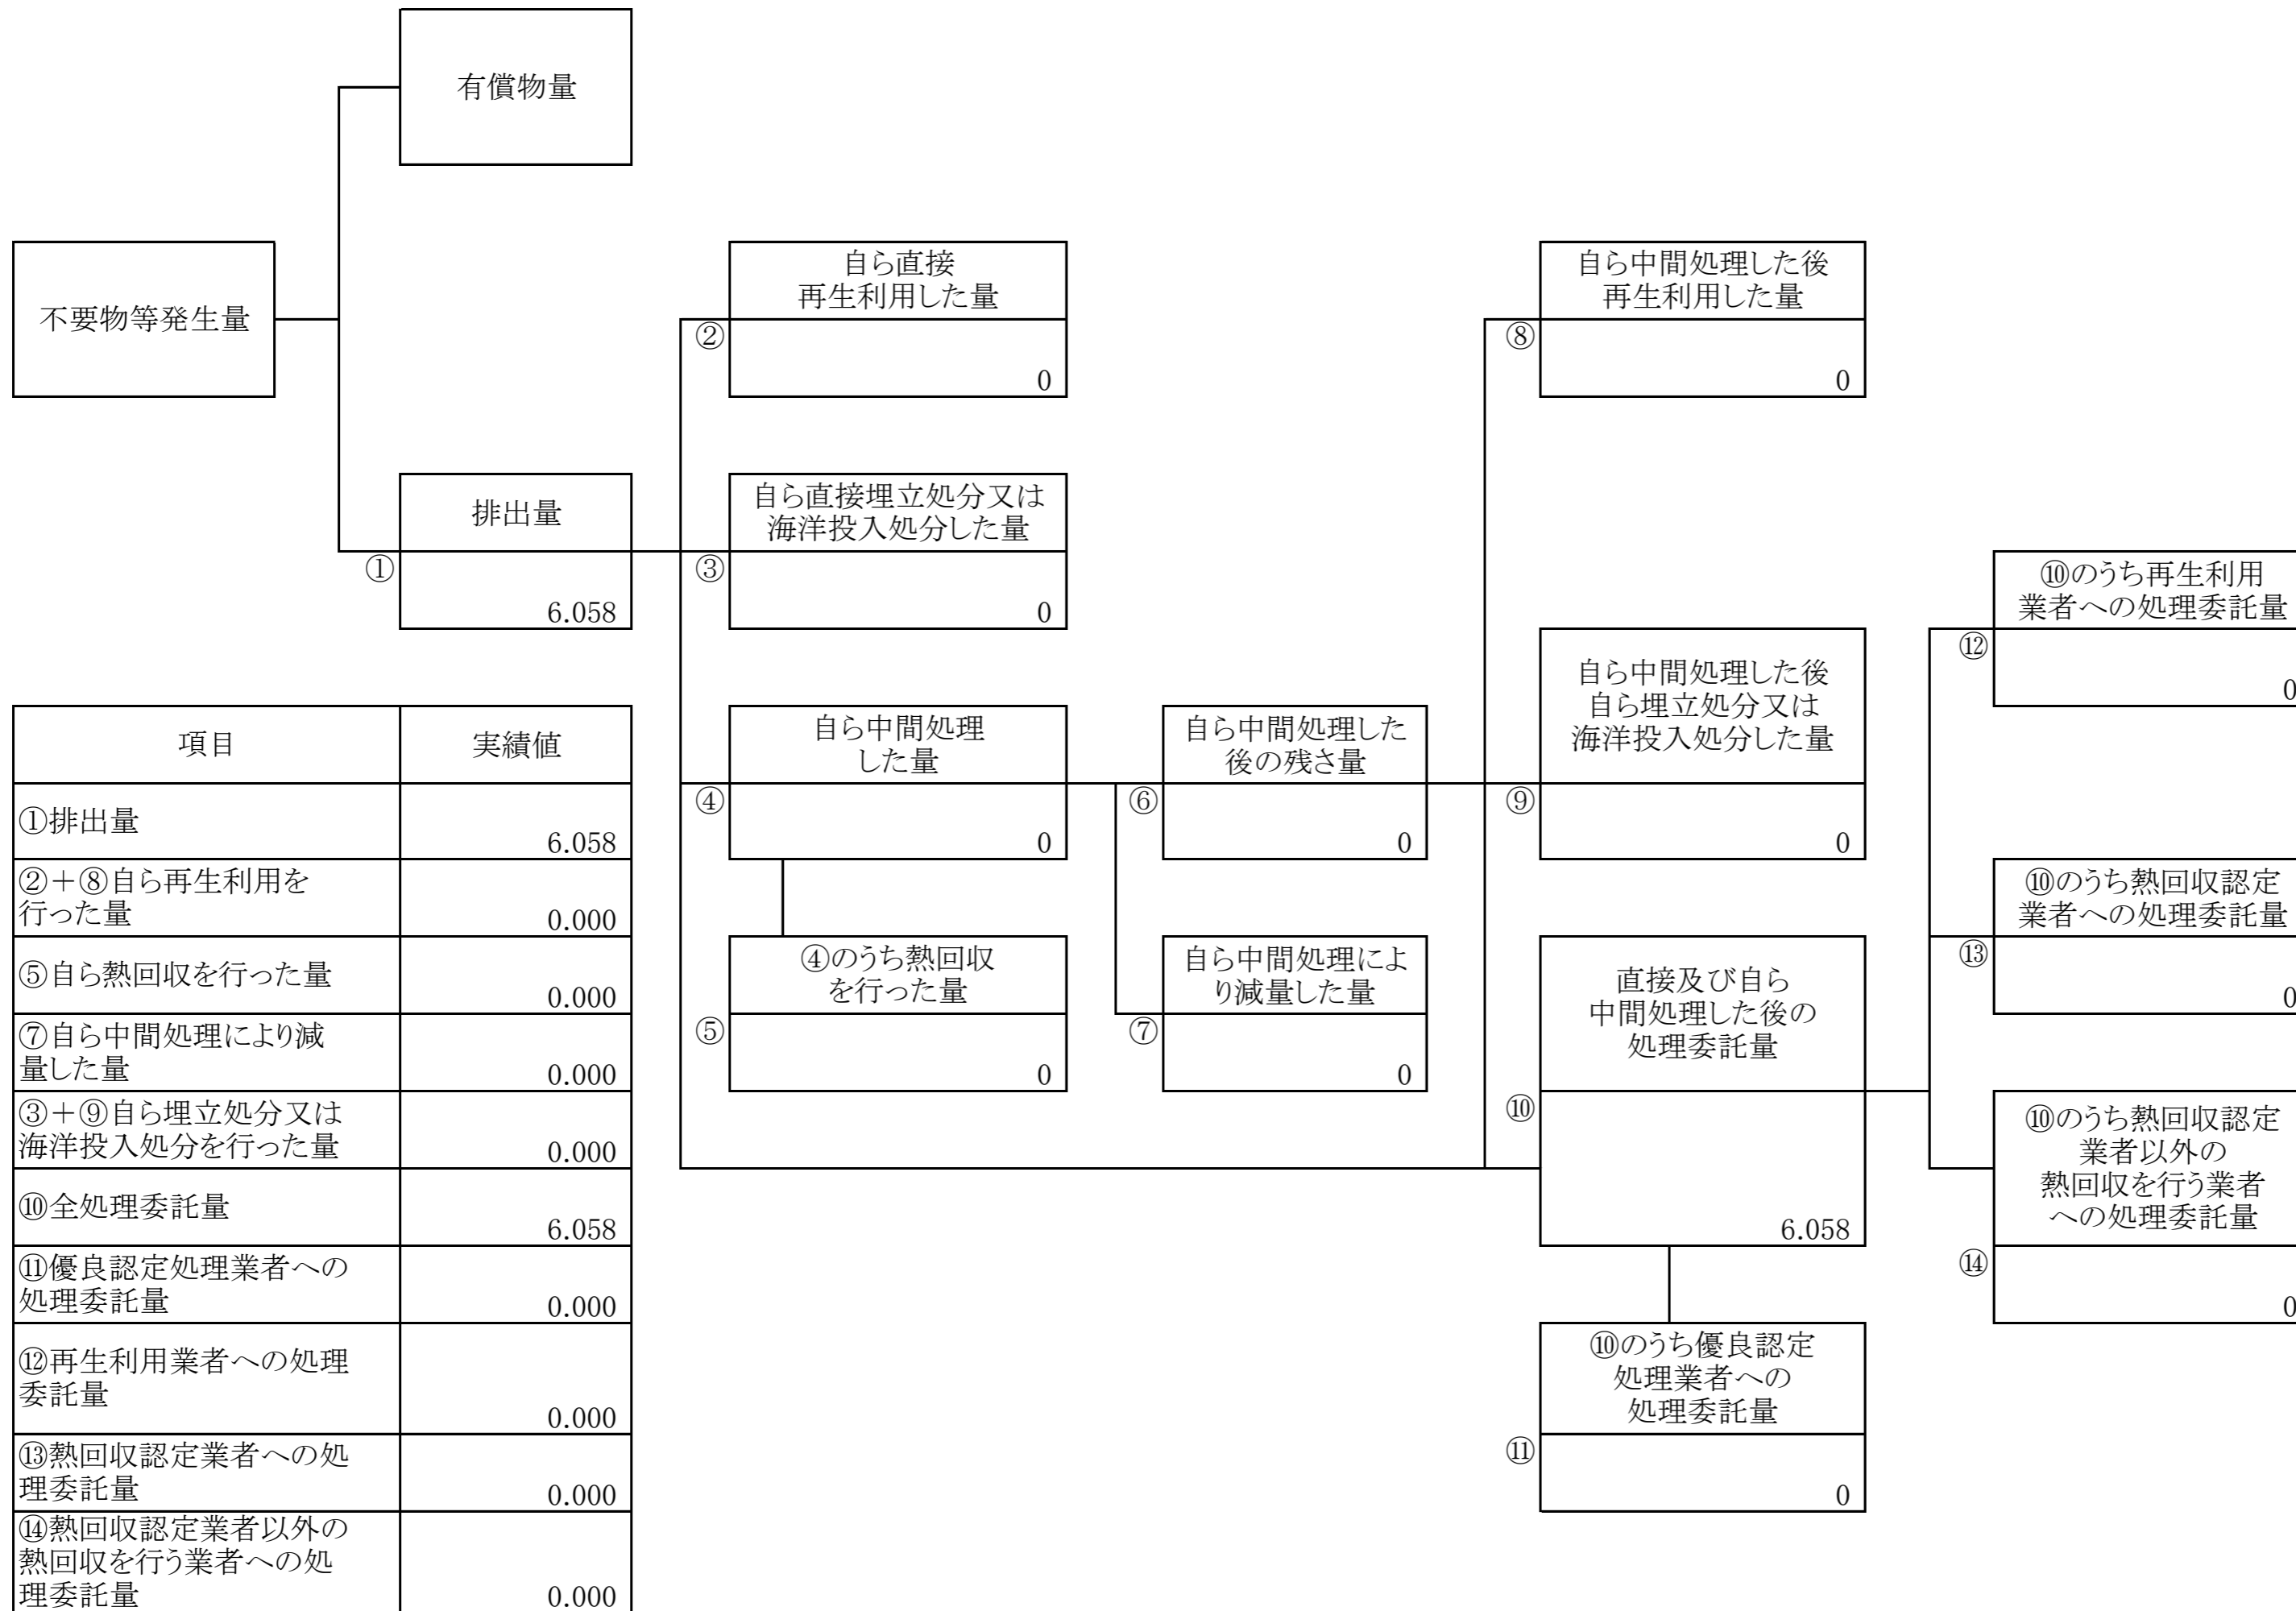 有償物量
不要物等発生量
自ら直接
再生利用した量
②
0
自ら中間処理した後
再生利用した量
⑧
0
排出量
①
6.058
自ら直接埋立処分又は
海洋投入処分した量
③
0
⑩のうち再生利用
業者への処理委託量
⑫
0
自ら中間処理
した量
④
0
自ら中間処理した
後の残さ量
⑥
0
自ら中間処理した後
自ら埋立処分又は
海洋投入処分した量
⑨
0
⑩のうち熱回収認定
業者への処理委託量
⑬
0
④のうち熱回収
を行った量
⑤
0
自ら中間処理によ
り減量した量
⑦
0
直接及び自ら
中間処理した後の
処理委託量
⑩
6.058
⑩のうち熱回収認定
業者以外の
熱回収を行う業者
への処理委託量
⑭
0
⑩のうち優良認定
処理業者への
処理委託量
⑪
0
項目 実績値
①排出量
6.058
②＋⑧自ら再生利用を
行った量
0.000
⑤自ら熱回収を行った量
0.000
⑦自ら中間処理により減
量した量
0.000
③＋⑨自ら埋立処分又は
海洋投入処分を行った量
0.000
⑩全処理委託量
6.058
⑪優良認定処理業者への
処理委託量
0.000
⑫再生利用業者への処理
委託量
0.000
⑬熱回収認定業者への処
理委託量
0.000
⑭熱回収認定業者以外の
熱回収を行う業者への処
理委託量
0.000